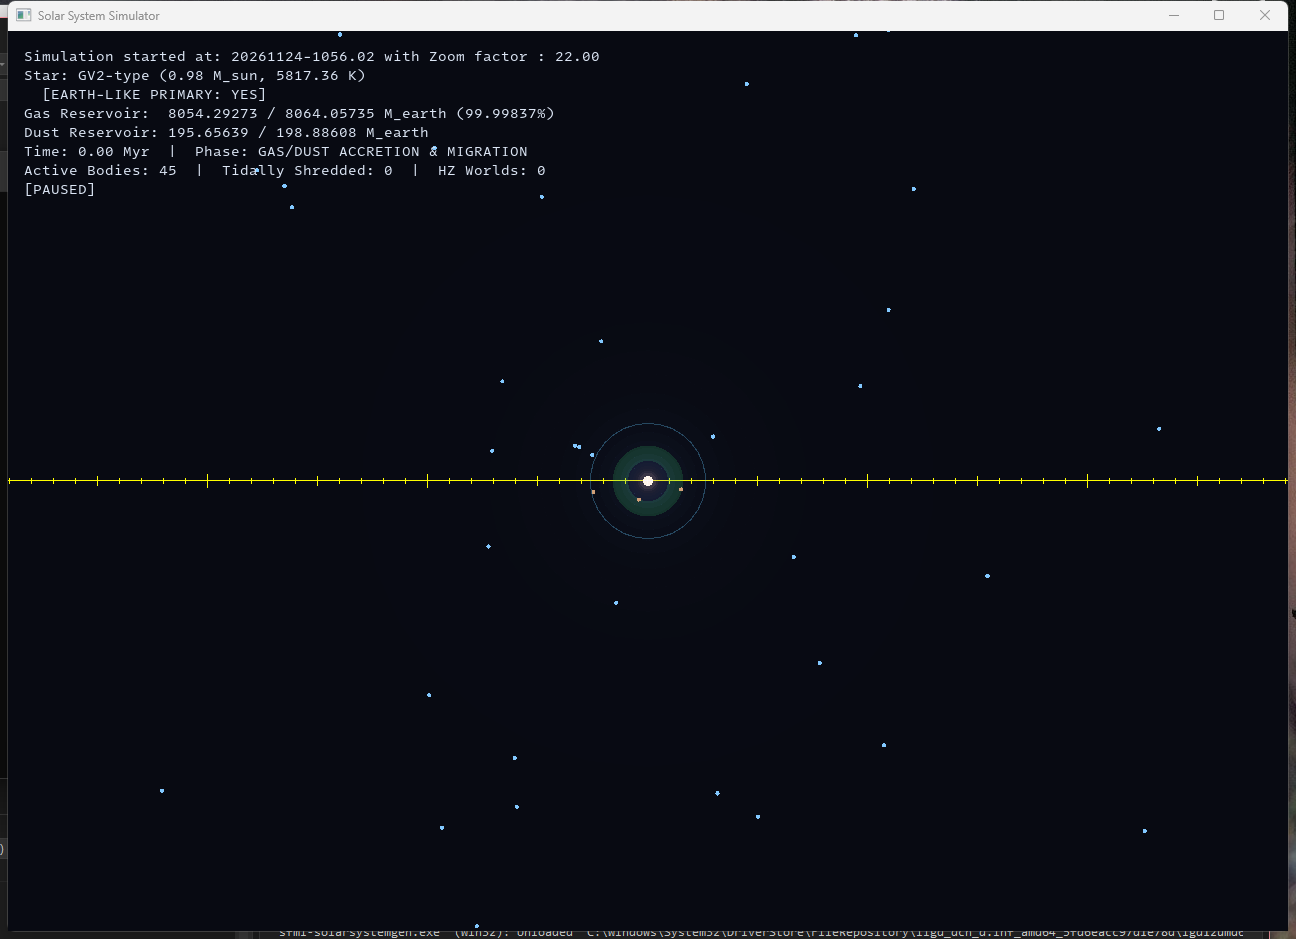 Solar System Simulator
Simulation started at: 20261124-1056.02 with Zoom factor : 22.00
Star: GV2-type (0.98 M_sun, 5817.36 K)
[EARTH-LIKE PRIMARY: YES]
Gas Reservoir:  8054.29273 / 8064.05735 M_earth (99.99837%)
Dust Reservoir: 195.65639 / 198.88608 M_earth
Time: 0.00 Myr  |  Phase: GAS/DUST ACCRETION & MIGRATION
Active Bodies: 45  |  Tidally Shredded: 0  |  HZ Worlds: 0
[PAUSED]
)
(Win32): Unloaded